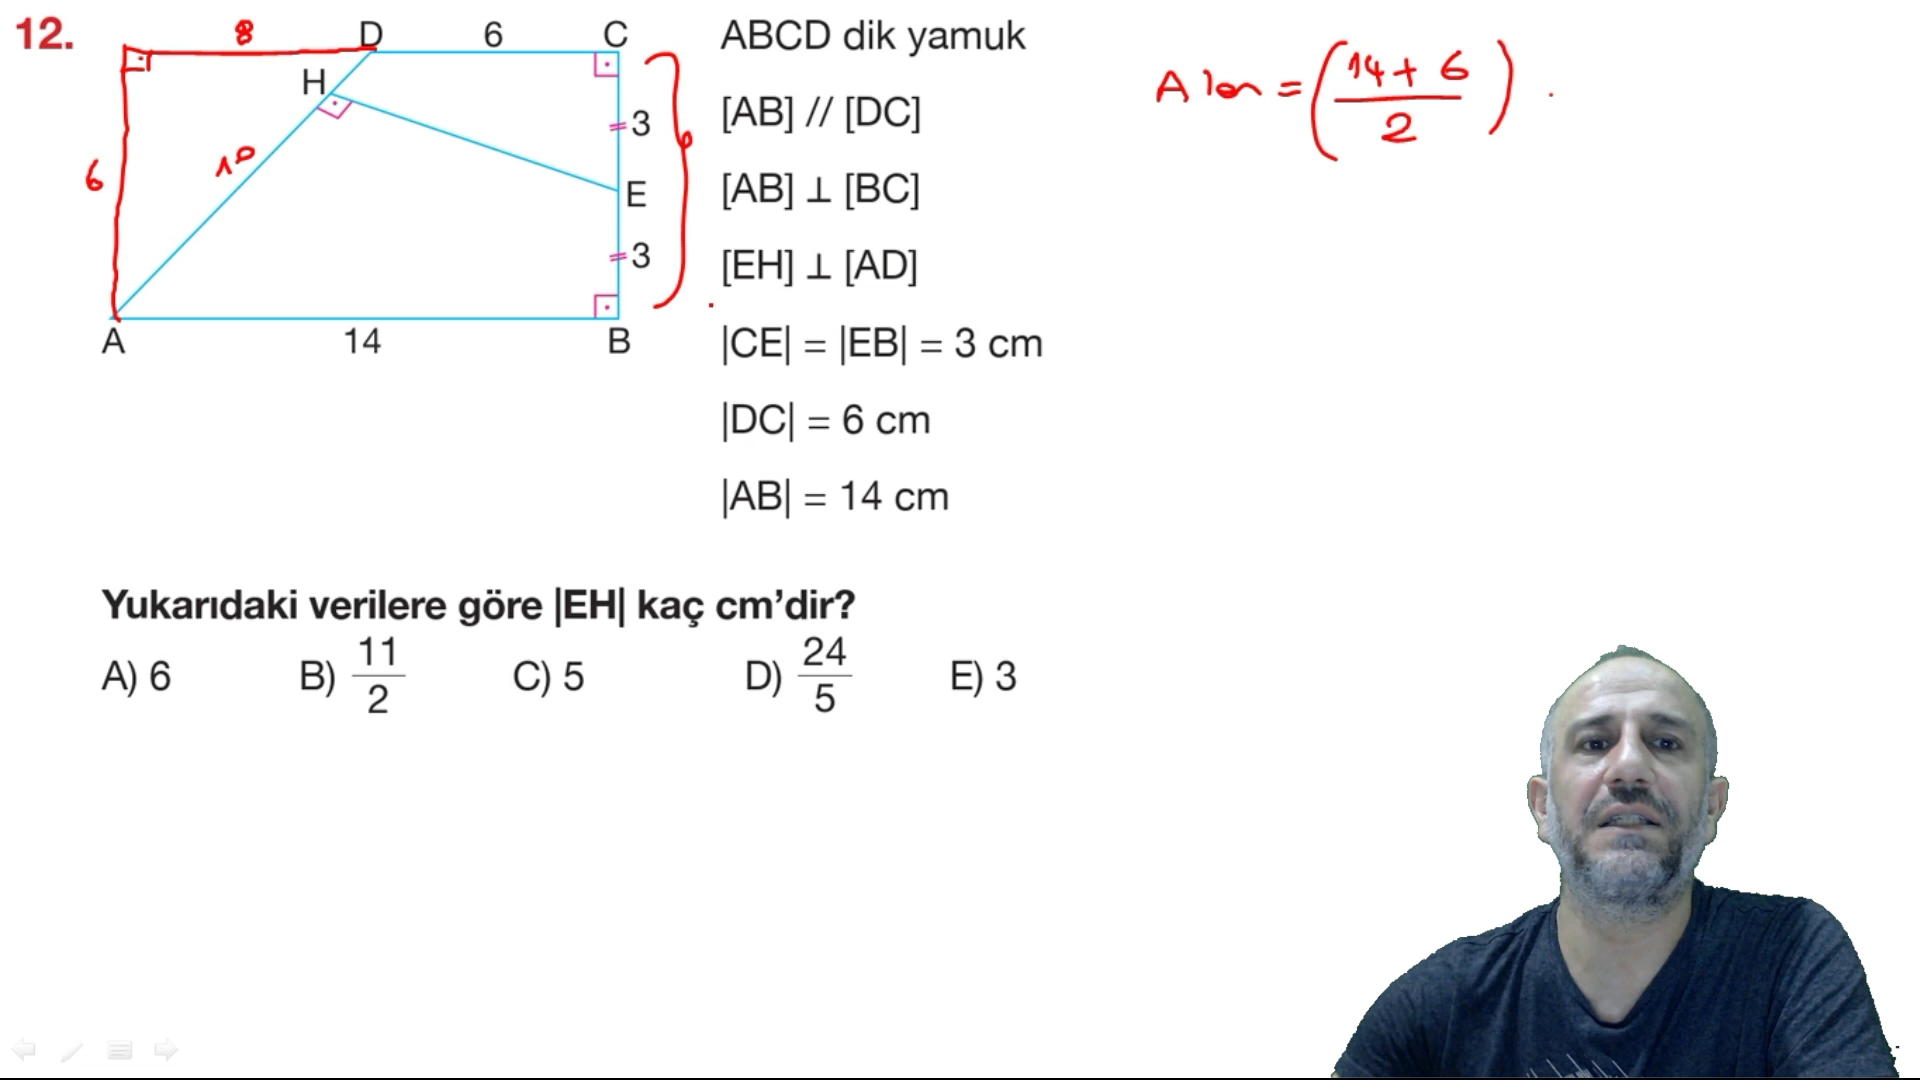 12.
8
D
6
C
H
3
6
10
6
E
3
A
14
B
ABCD dik yamuk
[AB] // [DC]
[AB] ⊥ [BC]
[EH] ⊥ [AD]
|CE| = |EB| = 3 cm
|DC| = 6 cm
|AB| = 14 cm
Alan = (14 + 6 / 2) .
Yukarıdaki verilere göre |EH| kaç cm’dir?
A) 6 B) 11/2 C) 5 D) 24/5 E) 3